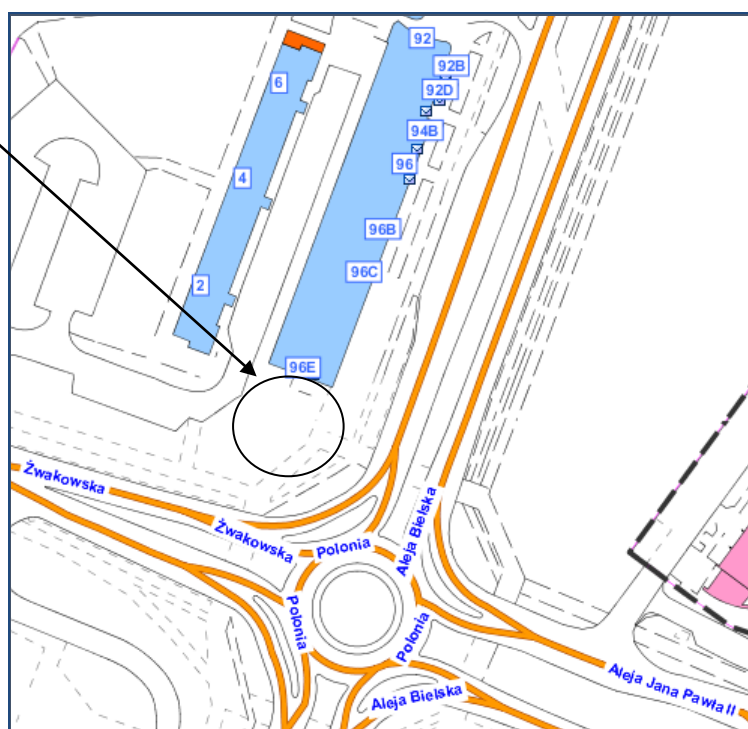 92
92B
6
92D
94B
96
4
96B
96C
2
96E
Żwakowska
Żwakowska
Polonia
Aleja Bielska
Polonia
Polonia
Aleja Jana Pawła II
Aleja Bielska